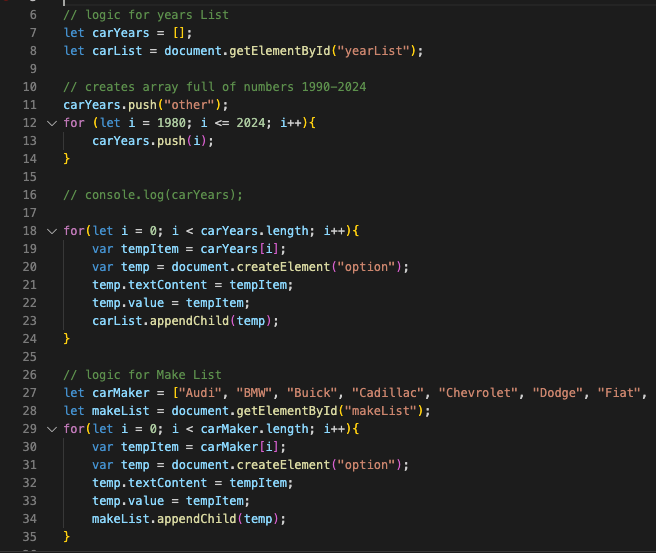 6 // logic for years List
7 let carYears = [];
8 let carList = document.getElementById("yearList");
9
10 // creates array full of numbers 1990-2024
11 carYears.push("other");
12 for (let i = 1980; i <= 2024; i++){
13     carYears.push(i);
14 }
15
16 // console.log(carYears);
17
18 for(let i = 0; i < carYears.length; i++){
19     var tempItem = carYears[i];
20     var temp = document.createElement("option");
21     temp.textContent = tempItem;
22     temp.value = tempItem;
23     carList.appendChild(temp);
24 }
25
26 // logic for Make List
27 let carMaker = ["Audi", "BMW", "Buick", "Cadillac", "Chevrolet", "Dodge", "Fiat",
28 let makeList = document.getElementById("makeList");
29 for(let i = 0; i < carMaker.length; i++){
30     var tempItem = carMaker[i];
31     var temp = document.createElement("option");
32     temp.textContent = tempItem;
33     temp.value = tempItem;
34     makeList.appendChild(temp);
35 }